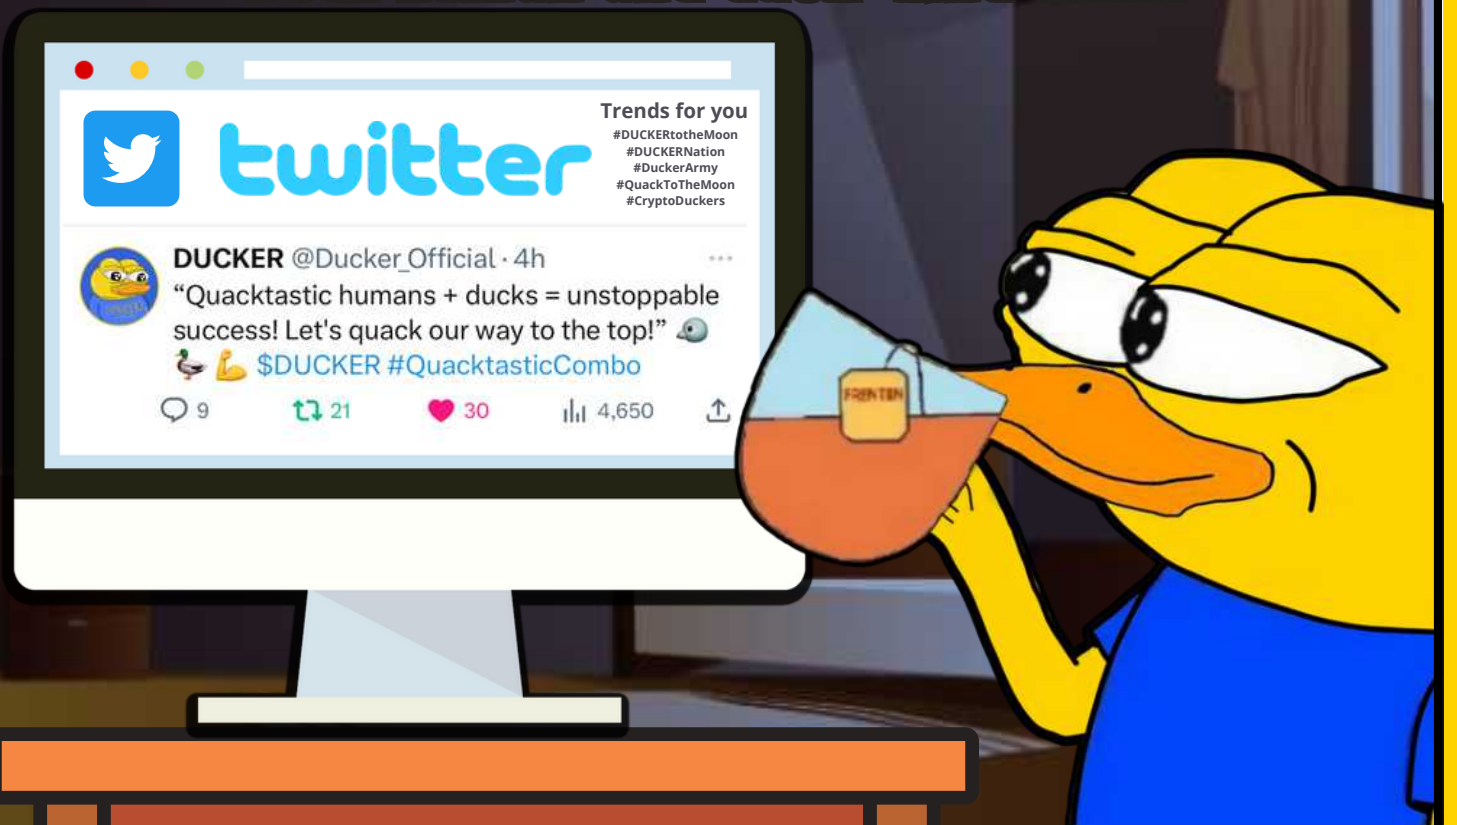 twitter
Trends for you
#DUCKERtotheMoon
#DUCKERNation
#DuckerArmy
#QuackToTheMoon
#CryptoDuckers
DUCKER @Ducker_Official · 4h
“Quacktastic humans + ducks = unstoppable
success! Let's quack our way to the top!”
$DUCKER #QuacktasticCombo
9 21 30 4,650